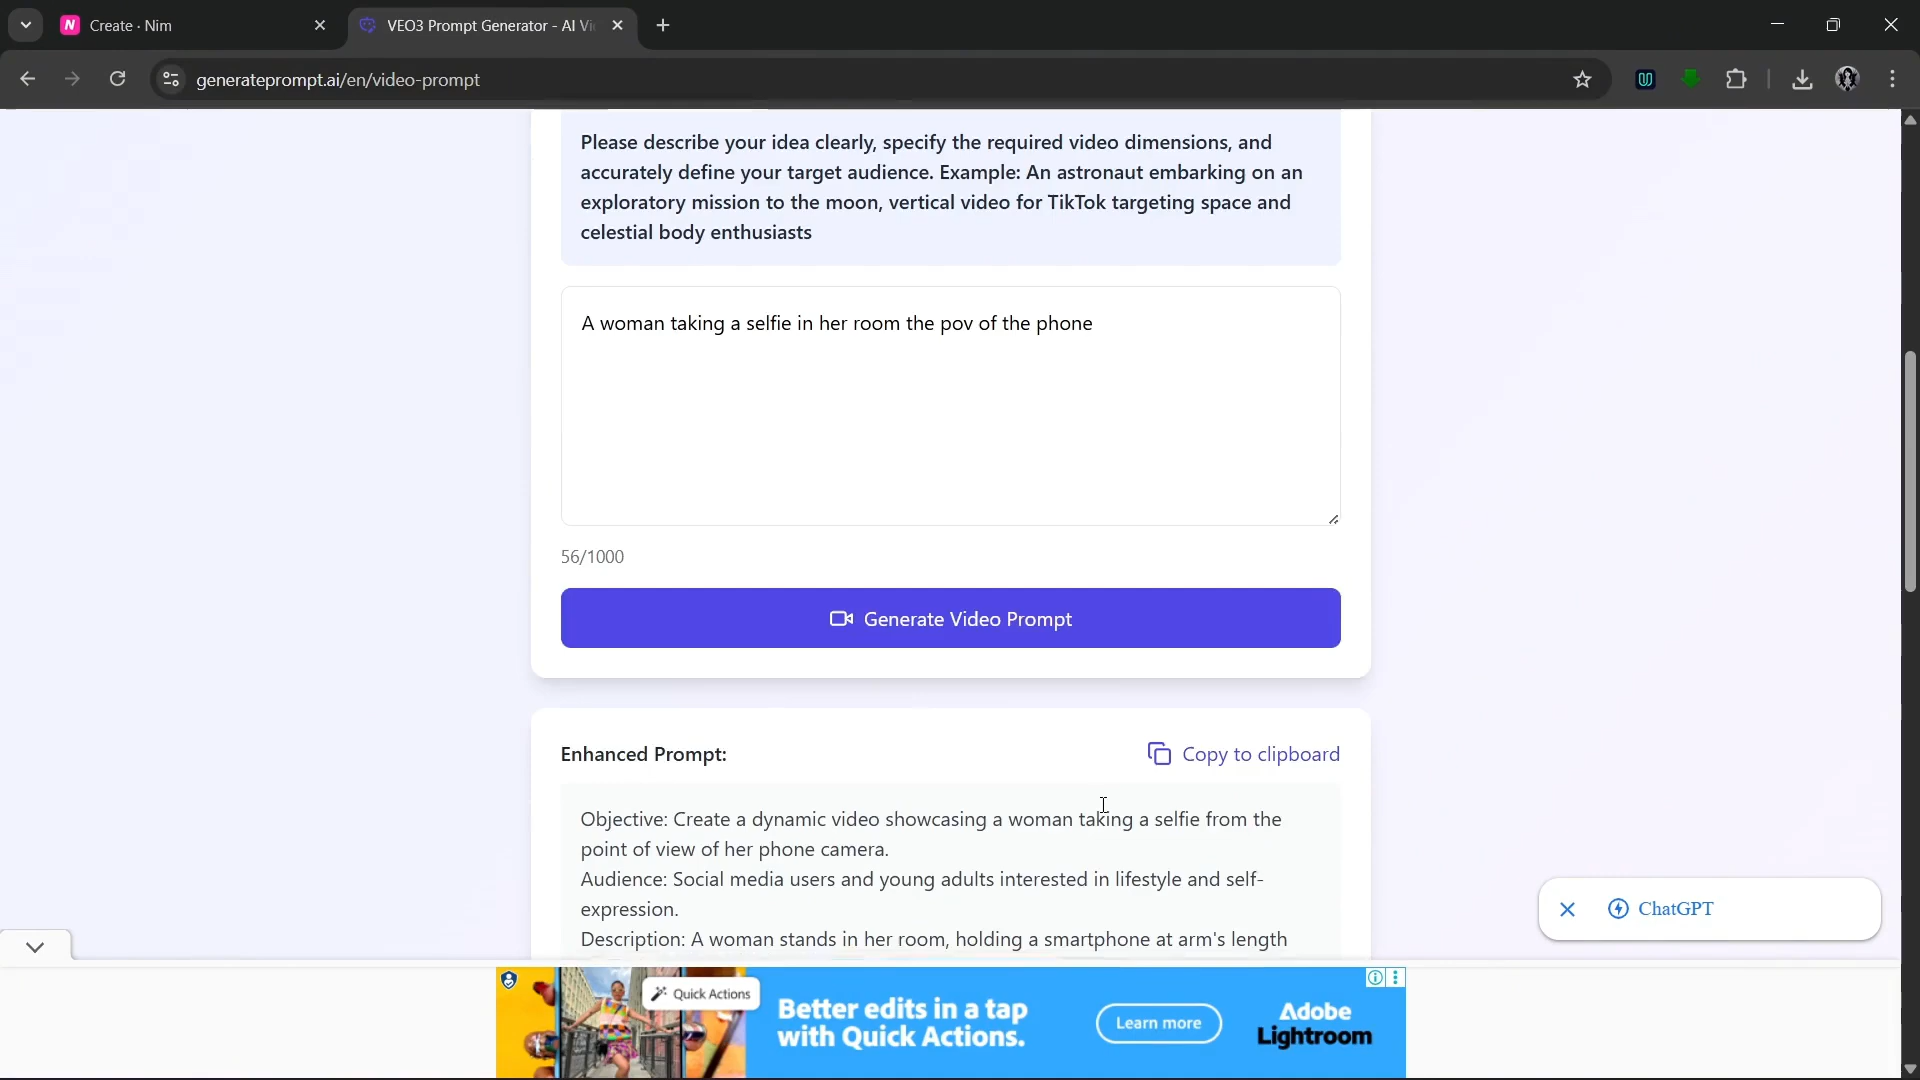 Create · Nim
VEO3 Prompt Generator - AI Vi
generateprompt.ai/en/video-prompt
Please describe your idea clearly, specify the required video dimensions, and
accurately define your target audience. Example: An astronaut embarking on an
exploratory mission to the moon, vertical video for TikTok targeting space and
celestial body enthusiasts
A woman taking a selfie in her room the pov of the phone
56/1000
Generate Video Prompt
Enhanced Prompt:
Copy to clipboard
Objective: Create a dynamic video showcasing a woman taking a selfie from the
point of view of her phone camera.
Audience: Social media users and young adults interested in lifestyle and self-
expression.
Description: A woman stands in her room, holding a smartphone at arm's length
ChatGPT
Quick Actions
Better edits in a tap
with Quick Actions.
Learn more
Adobe
Lightroom